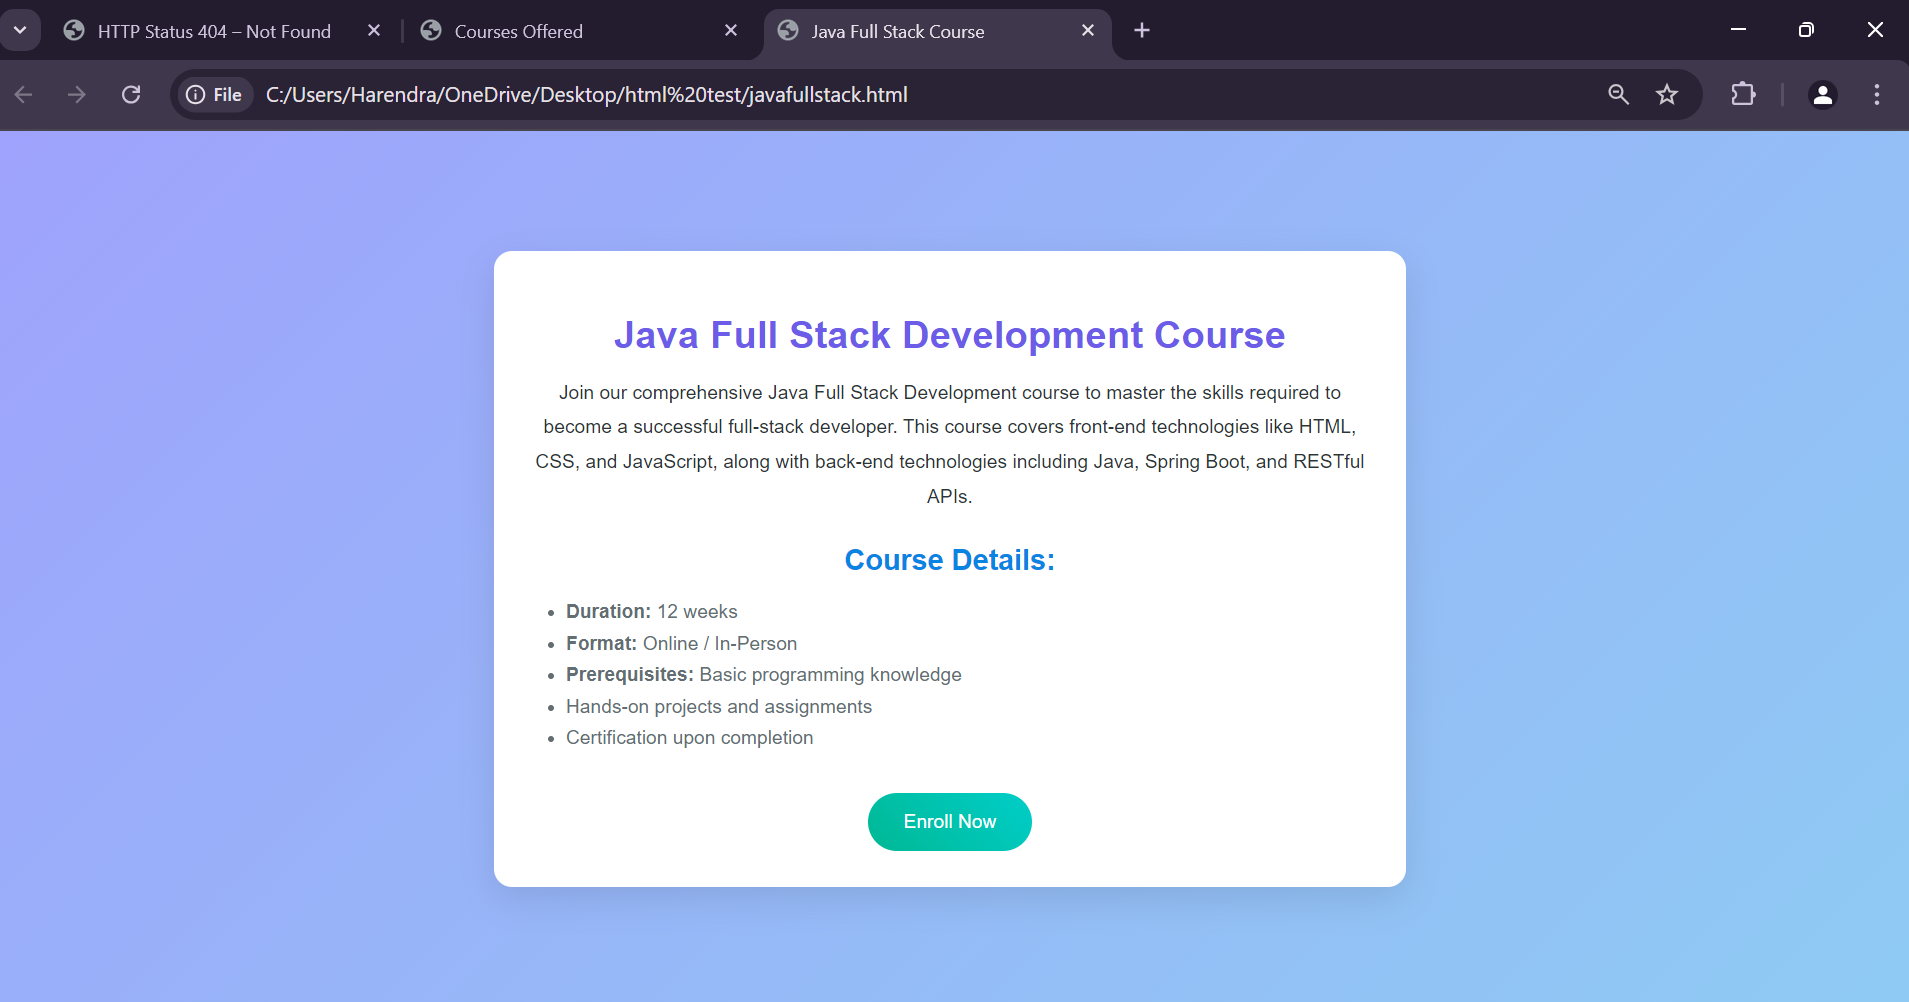 HTTP Status 404 – Not Found
Courses Offered
Java Full Stack Course
File
C:/Users/Harendra/OneDrive/Desktop/html%20test/javafullstack.html
Java Full Stack Development Course
Join our comprehensive Java Full Stack Development course to master the skills required to
become a successful full-stack developer. This course covers front-end technologies like HTML,
CSS, and JavaScript, along with back-end technologies including Java, Spring Boot, and RESTful
APIs.
Course Details:
• Duration: 12 weeks
• Format: Online / In-Person
• Prerequisites: Basic programming knowledge
• Hands-on projects and assignments
• Certification upon completion
Enroll Now